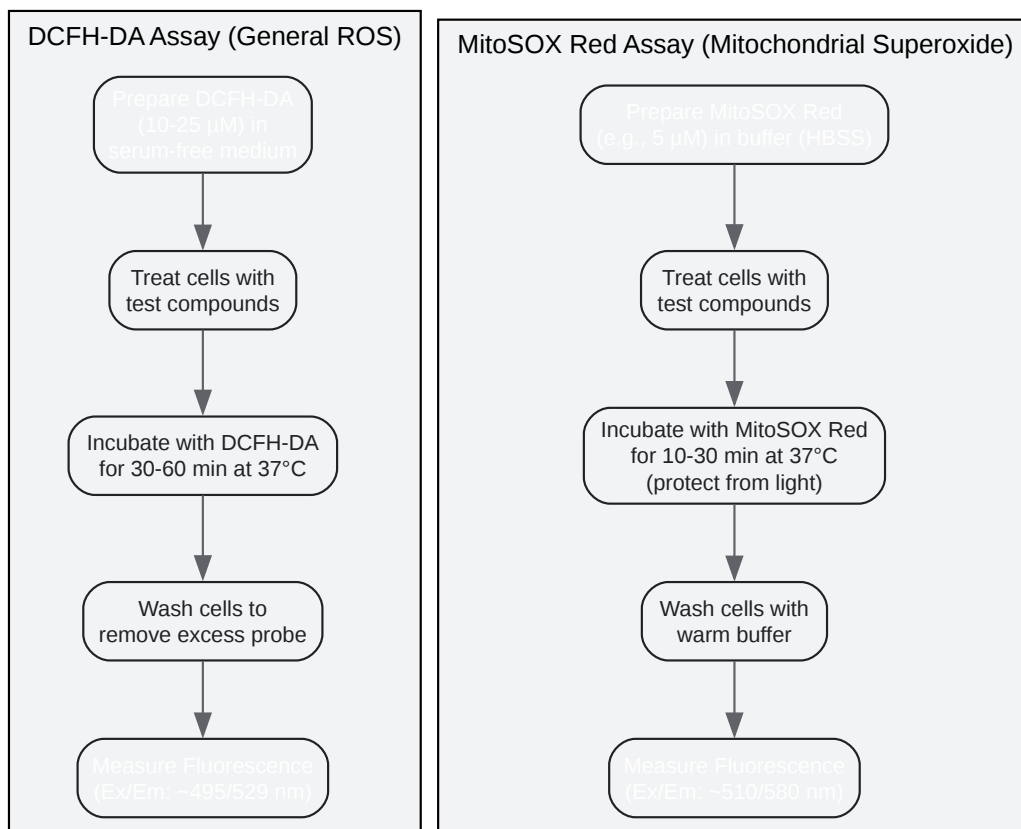 DCFH-DA Assay (General ROS)
Prepare DCFH-DA
(10-25 µM) in
serum-free medium
Treat cells with
test compounds
Incubate with DCFH-DA
for 30-60 min at 37°C
Wash cells to
remove excess probe
Measure Fluorescence
(Ex/Em: ~495/529 nm)
MitoSOX Red Assay (Mitochondrial Superoxide)
Prepare MitoSOX Red
(e.g., 5 µM) in buffer (HBSS)
Treat cells with
test compounds
Incubate with MitoSOX Red
for 10-30 min at 37°C
(protect from light)
Wash cells with
warm buffer
Measure Fluorescence
(Ex/Em: ~510/580 nm)